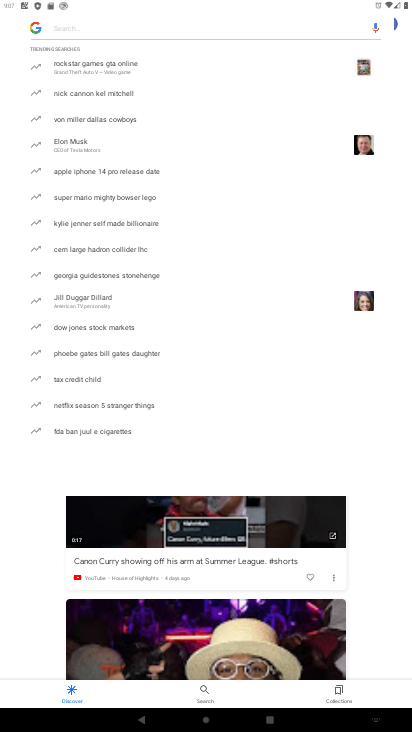 9:07
Search...
TRENDING SEARCHES
rockstar games gta online
Grand Theft Auto V — Video game
nick cannon kel mitchell
von miller dallas cowboys
Elon Musk
CEO of Tesla Motors
apple iphone 14 pro release date
super mario mighty bowser lego
kylie jenner self made billionaire
cern large hadron collider lhc
georgia guidestones stonehenge
Jill Duggar Dillard
American TV personality
dow jones stock markets
phoebe gates bill gates daughter
tax credit child
netflix season 5 stranger things
fda ban juul e cigarettes
0:17
Canon Curry showing off his arm at Summer League. #shorts
YouTube · House of Highlights · 4 days ago
Discover
Search
Collections